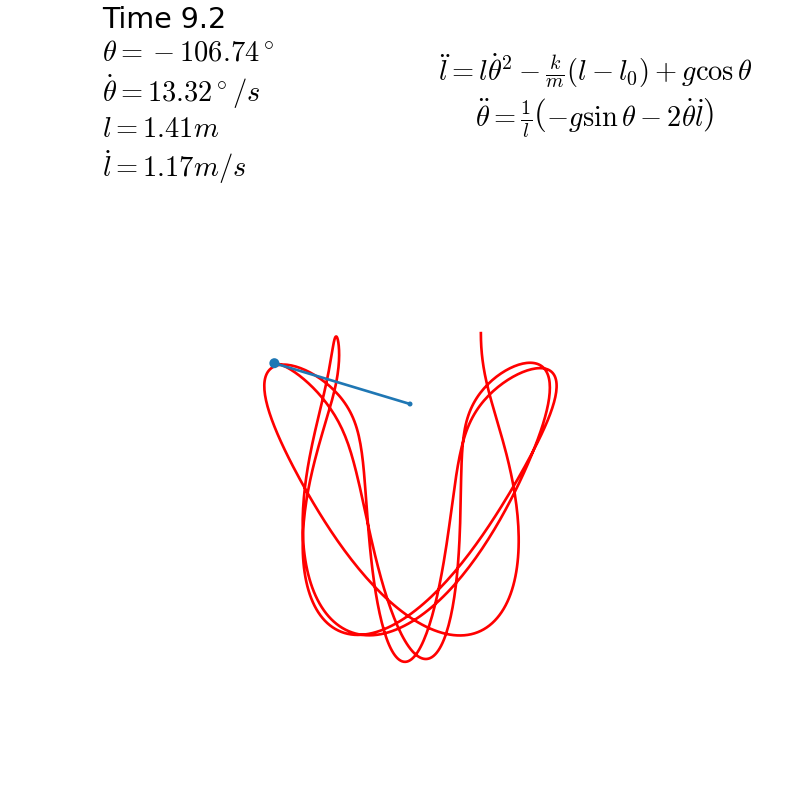 Time 9.2
θ = −106.74°
θ̇ = 13.32°/s
l = 1.41m
l̇ = 1.17m/s
l̈ = lθ̇² − k/m(l − l₀) + g cos θ
θ̈ = 1/l(−g sin θ − 2θ̇l̇)